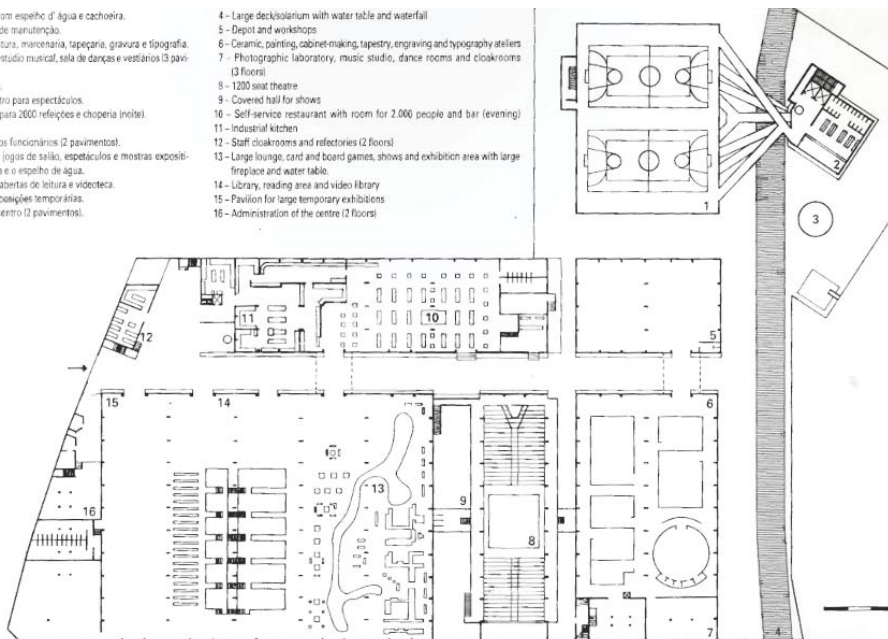 om espelho d' água e cachoeira.
de manutenção.
tura, marcenaria, tapeçaria, gravura e tipografia.
estúdio musical, sala de danças e vestiários (3 pavi-
tro para espetáculos.
para 2000 refeições e choperia (noite).
os funcionários (2 pavimentos).
jogos de salão, espetáculos e mostras expositi-
a e o espelho de água.
abertas de leitura e videoteca.
posições temporárias.
centro (2 pavimentos).
4 – Large deck/solarium with water table and waterfall
5 – Depot and workshops
6 – Ceramic, painting, cabinet-making, tapestry, engraving and typography ateliers
7 – Photographic laboratory, music studio, dance rooms and cloakrooms
(3 floors)
8 – 1200 seat theatre
9 – Covered hall for shows
10 – Self-service restaurant with room for 2.000 people and bar (evening)
11 – Industrial kitchen
12 – Staff cloakrooms and refectories (2 floors)
13 – Large lounge, card and board games, shows and exhibition area with large
fireplace and water table.
14 – Library, reading area and video library
15 – Pavilion for large temporary exhibitions
16 – Administration of the centre (2 floors)
1
2
3
11
10
12
5
15
14
6
13
16
9
8
7
4